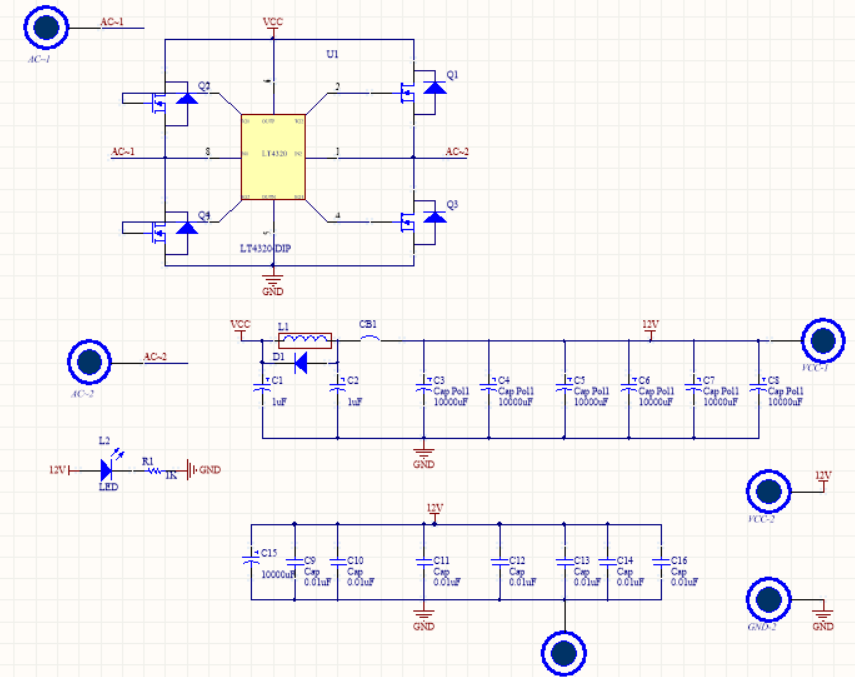 AC~1
AC~1
VCC
U1
Q2
2
Q1
LT4320
AC~1
8
1
AC~2
Q4
4
Q3
LT4320-DIP
GND
VCC
L1
CB1
12V
D1
VCC-1
AC~2
AC~2
C1
1uF
C2
1uF
C3
Cap Pol1
10000uF
C4
Cap Pol1
10000uF
C5
Cap Pol1
10000uF
C6
Cap Pol1
10000uF
C7
Cap Pol1
10000uF
C8
Cap Pol1
10000uF
GND
L2
12V
LED
R1
1K
GND
12V
VCC-2
12V
C15
10000uF
C9
Cap
0.01uF
C10
Cap
0.01uF
C11
Cap
0.01uF
C12
Cap
0.01uF
C13
Cap
0.01uF
C14
Cap
0.01uF
C16
Cap
0.01uF
GND
GND-2
GND